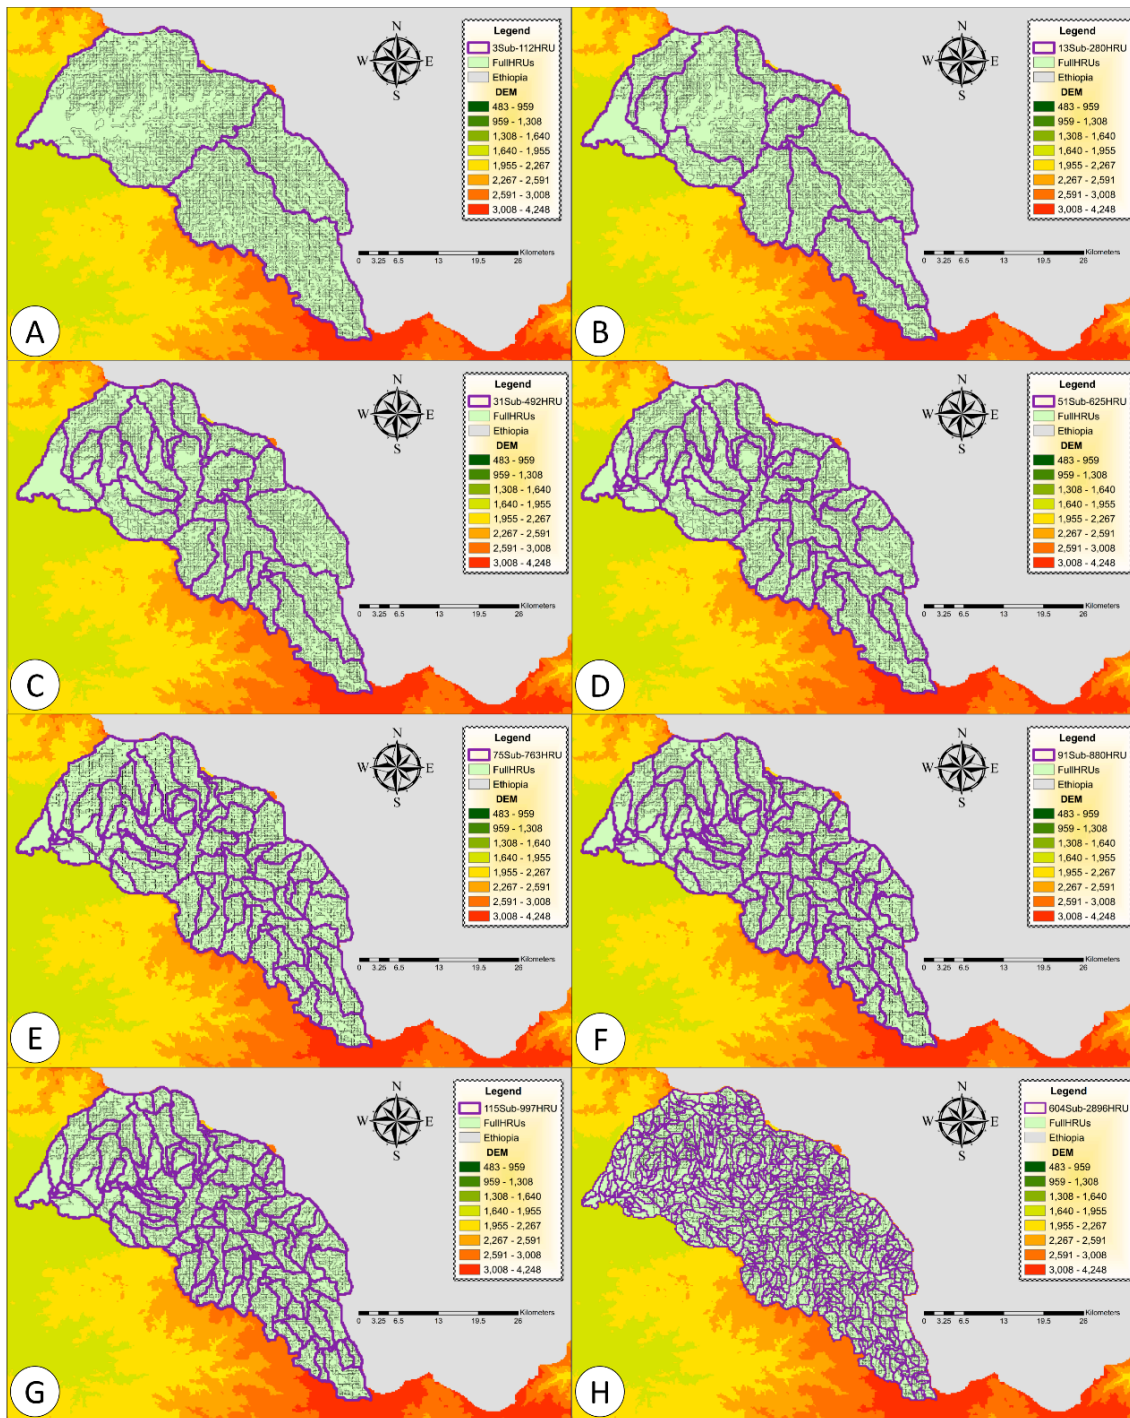 Legend
3Sub-112HRU
FullHRUs
Ethiopia
DEM
483 - 959
959 - 1,308
1,308 - 1,640
1,640 - 1,955
1,955 - 2,267
2,267 - 2,591
2,591 - 3,008
3,008 - 4,248
N
W E
S
Kilometers
0 3.25 6.5 13 19.5 26
A
Legend
13Sub-280HRU
FullHRUs
Ethiopia
DEM
483 - 959
959 - 1,308
1,308 - 1,640
1,640 - 1,955
1,955 - 2,267
2,267 - 2,591
2,591 - 3,008
3,008 - 4,248
N
W E
S
Kilometers
0 3.25 6.5 13 19.5 26
B
Legend
31Sub-492HRU
FullHRUs
Ethiopia
DEM
483 - 959
959 - 1,308
1,308 - 1,640
1,640 - 1,955
1,955 - 2,267
2,267 - 2,591
2,591 - 3,008
3,008 - 4,248
N
W E
S
Kilometers
0 3.25 6.5 13 19.5 26
C
Legend
51Sub-625HRU
FullHRUs
Ethiopia
DEM
483 - 959
959 - 1,308
1,308 - 1,640
1,640 - 1,955
1,955 - 2,267
2,267 - 2,591
2,591 - 3,008
3,008 - 4,248
N
W E
S
Kilometers
0 3.25 6.5 13 19.5 26
D
Legend
75Sub-763HRU
FullHRUs
Ethiopia
DEM
483 - 959
959 - 1,308
1,308 - 1,640
1,640 - 1,955
1,955 - 2,267
2,267 - 2,591
2,591 - 3,008
3,008 - 4,248
N
W E
S
Kilometers
0 3.25 6.5 13 19.5 26
E
Legend
91Sub-880HRU
FullHRUs
Ethiopia
DEM
483 - 959
959 - 1,308
1,308 - 1,640
1,640 - 1,955
1,955 - 2,267
2,267 - 2,591
2,591 - 3,008
3,008 - 4,248
N
W E
S
Kilometers
0 3.25 6.5 13 19.5 26
F
Legend
115Sub-997HRU
FullHRUs
Ethiopia
DEM
483 - 959
959 - 1,308
1,308 - 1,640
1,640 - 1,955
1,955 - 2,267
2,267 - 2,591
2,591 - 3,008
3,008 - 4,248
N
W E
S
Kilometers
0 3.25 6.5 13 19.5 26
G
Legend
604Sub-2896HRU
FullHRUs
Ethiopia
DEM
483 - 959
959 - 1,308
1,308 - 1,640
1,640 - 1,955
1,955 - 2,267
2,267 - 2,591
2,591 - 3,008
3,008 - 4,248
N
W E
S
Kilometers
0 3.25 6.5 13 19.5 26
H